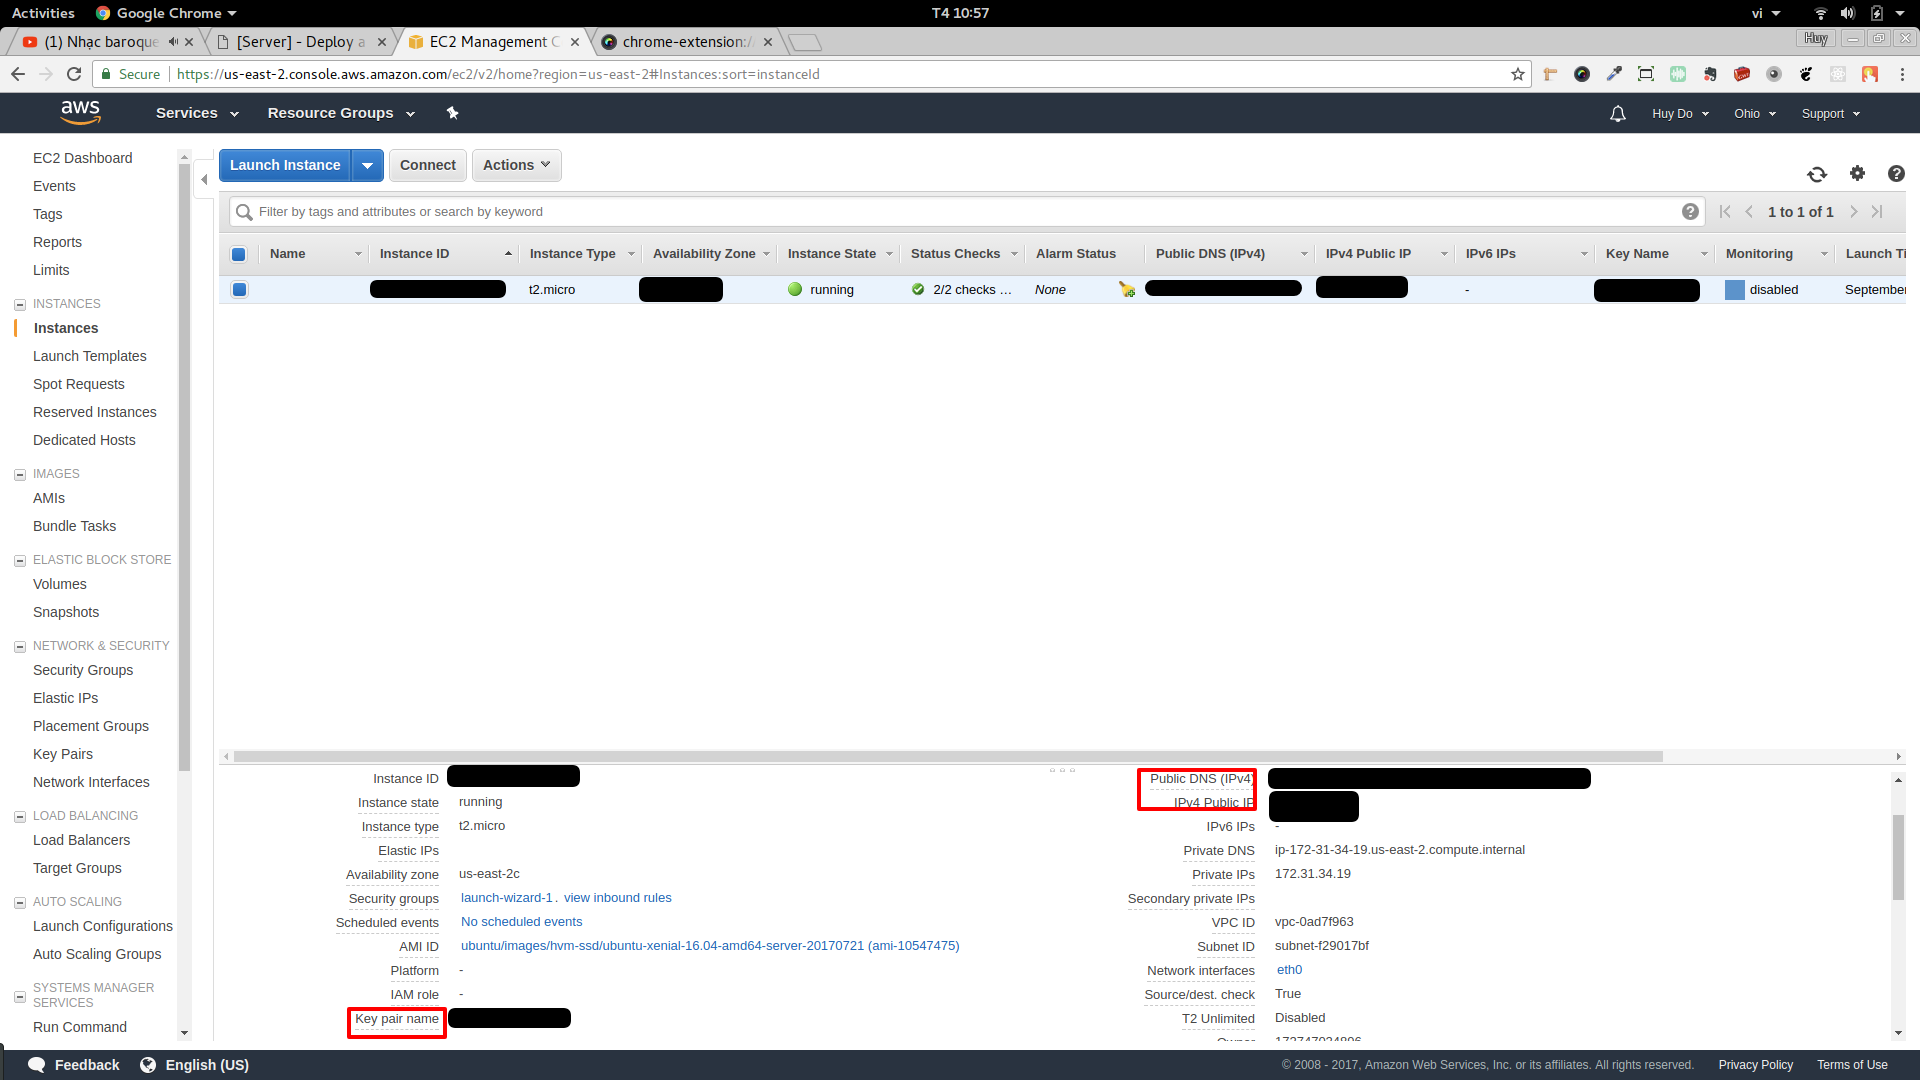 Activities Google Chrome T4 10:57 vi
(1) Nhạc baroque [Server] - Deploy a EC2 Management C chrome-extension:/ Huy
Secure https://us-east-2.console.aws.amazon.com/ec2/v2/home?region=us-east-2#Instances:sort=instanceId
aws Services Resource Groups Huy Do Ohio Support
EC2 Dashboard
Events
Tags
Reports
Limits
INSTANCES
Instances
Launch Templates
Spot Requests
Reserved Instances
Dedicated Hosts
IMAGES
AMIs
Bundle Tasks
ELASTIC BLOCK STORE
Volumes
Snapshots
NETWORK & SECURITY
Security Groups
Elastic IPs
Placement Groups
Key Pairs
Network Interfaces
LOAD BALANCING
Load Balancers
Target Groups
AUTO SCALING
Launch Configurations
Auto Scaling Groups
SYSTEMS MANAGER
SERVICES
Run Command
Launch Instance Connect Actions
Filter by tags and attributes or search by keyword 1 to 1 of 1
Name Instance ID Instance Type Availability Zone Instance State Status Checks Alarm Status Public DNS (IPv4) IPv4 Public IP IPv6 IPs Key Name Monitoring Launch Ti
t2.micro running 2/2 checks ... None - disabled September
Instance ID
Instance state running
Instance type t2.micro
Elastic IPs
Availability zone us-east-2c
Security groups launch-wizard-1. view inbound rules
Scheduled events No scheduled events
AMI ID ubuntu/images/hvm-ssd/ubuntu-xenial-16.04-amd64-server-20170721 (ami-10547475)
Platform -
IAM role -
Key pair name
Public DNS (IPv4)
IPv4 Public IP
IPv6 IPs -
Private DNS ip-172-31-34-19.us-east-2.compute.internal
Private IPs 172.31.34.19
Secondary private IPs
VPC ID vpc-0ad7f963
Subnet ID subnet-f29017bf
Network interfaces eth0
Source/dest. check True
T2 Unlimited Disabled
Owner
Feedback English (US) © 2008 - 2017, Amazon Web Services, Inc. or its affiliates. All rights reserved. Privacy Policy Terms of Use